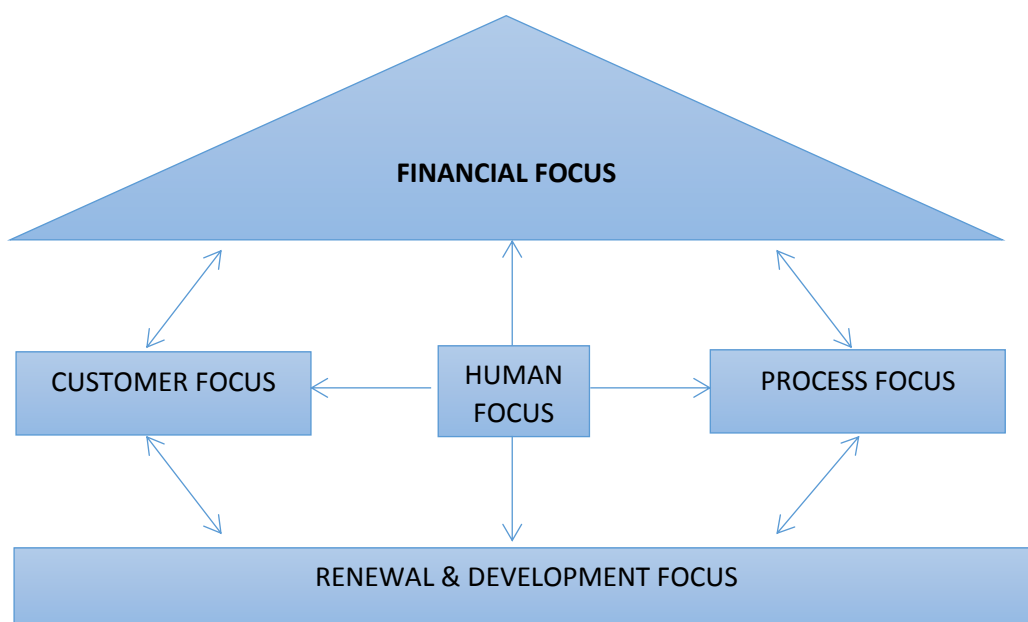 FINANCIAL FOCUS
CUSTOMER FOCUS
HUMAN
FOCUS
PROCESS FOCUS
RENEWAL & DEVELOPMENT FOCUS